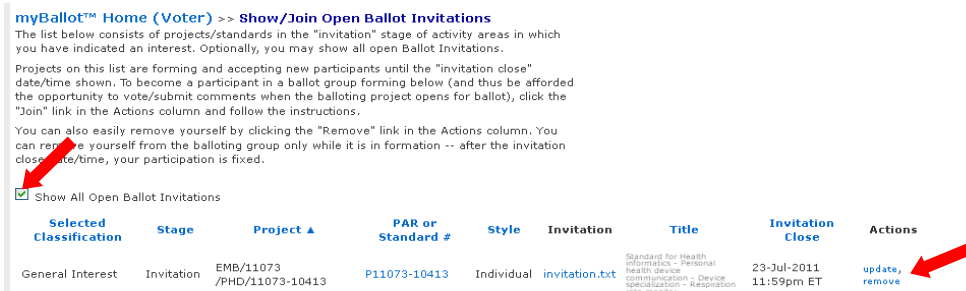 myBallot™ Home (Voter) >> Show/Join Open Ballot Invitations
The list below consists of projects/standards in the "invitation" stage of activity areas in which
you have indicated an interest. Optionally, you may show all open Ballot Invitations.
Projects on this list are forming and accepting new participants until the "invitation close"
date/time shown. To become a participant in a ballot group forming below (and thus be afforded
the opportunity to vote/submit comments when the balloting project opens for ballot), click the
"Join" link in the Actions column and follow the instructions.
You can also easily remove yourself by clicking the "Remove" link in the Actions column. You
can yourself from the balloting group only while it is in formation -- after the invitation
close date/time, your participation is fixed.
Show All Open Ballot Invitations
Selected Classification Stage Project ▲ PAR or Standard # Style Invitation Title Invitation Close Actions
General Interest Invitation EMB/11073 /PHD/11073-10413 P11073-10413 Individual invitation.txt
Standard for Health
informatics - Personal
health device
communication - Device
specialization - Respiration
23-Jul-2011
11:59pm ET
update,
remove